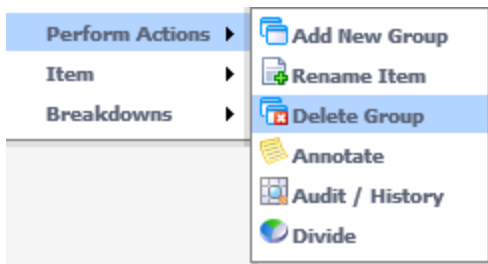 Perform Actions
Item
Breakdowns
Add New Group
Rename Item
Delete Group
Annotate
Audit / History
Divide